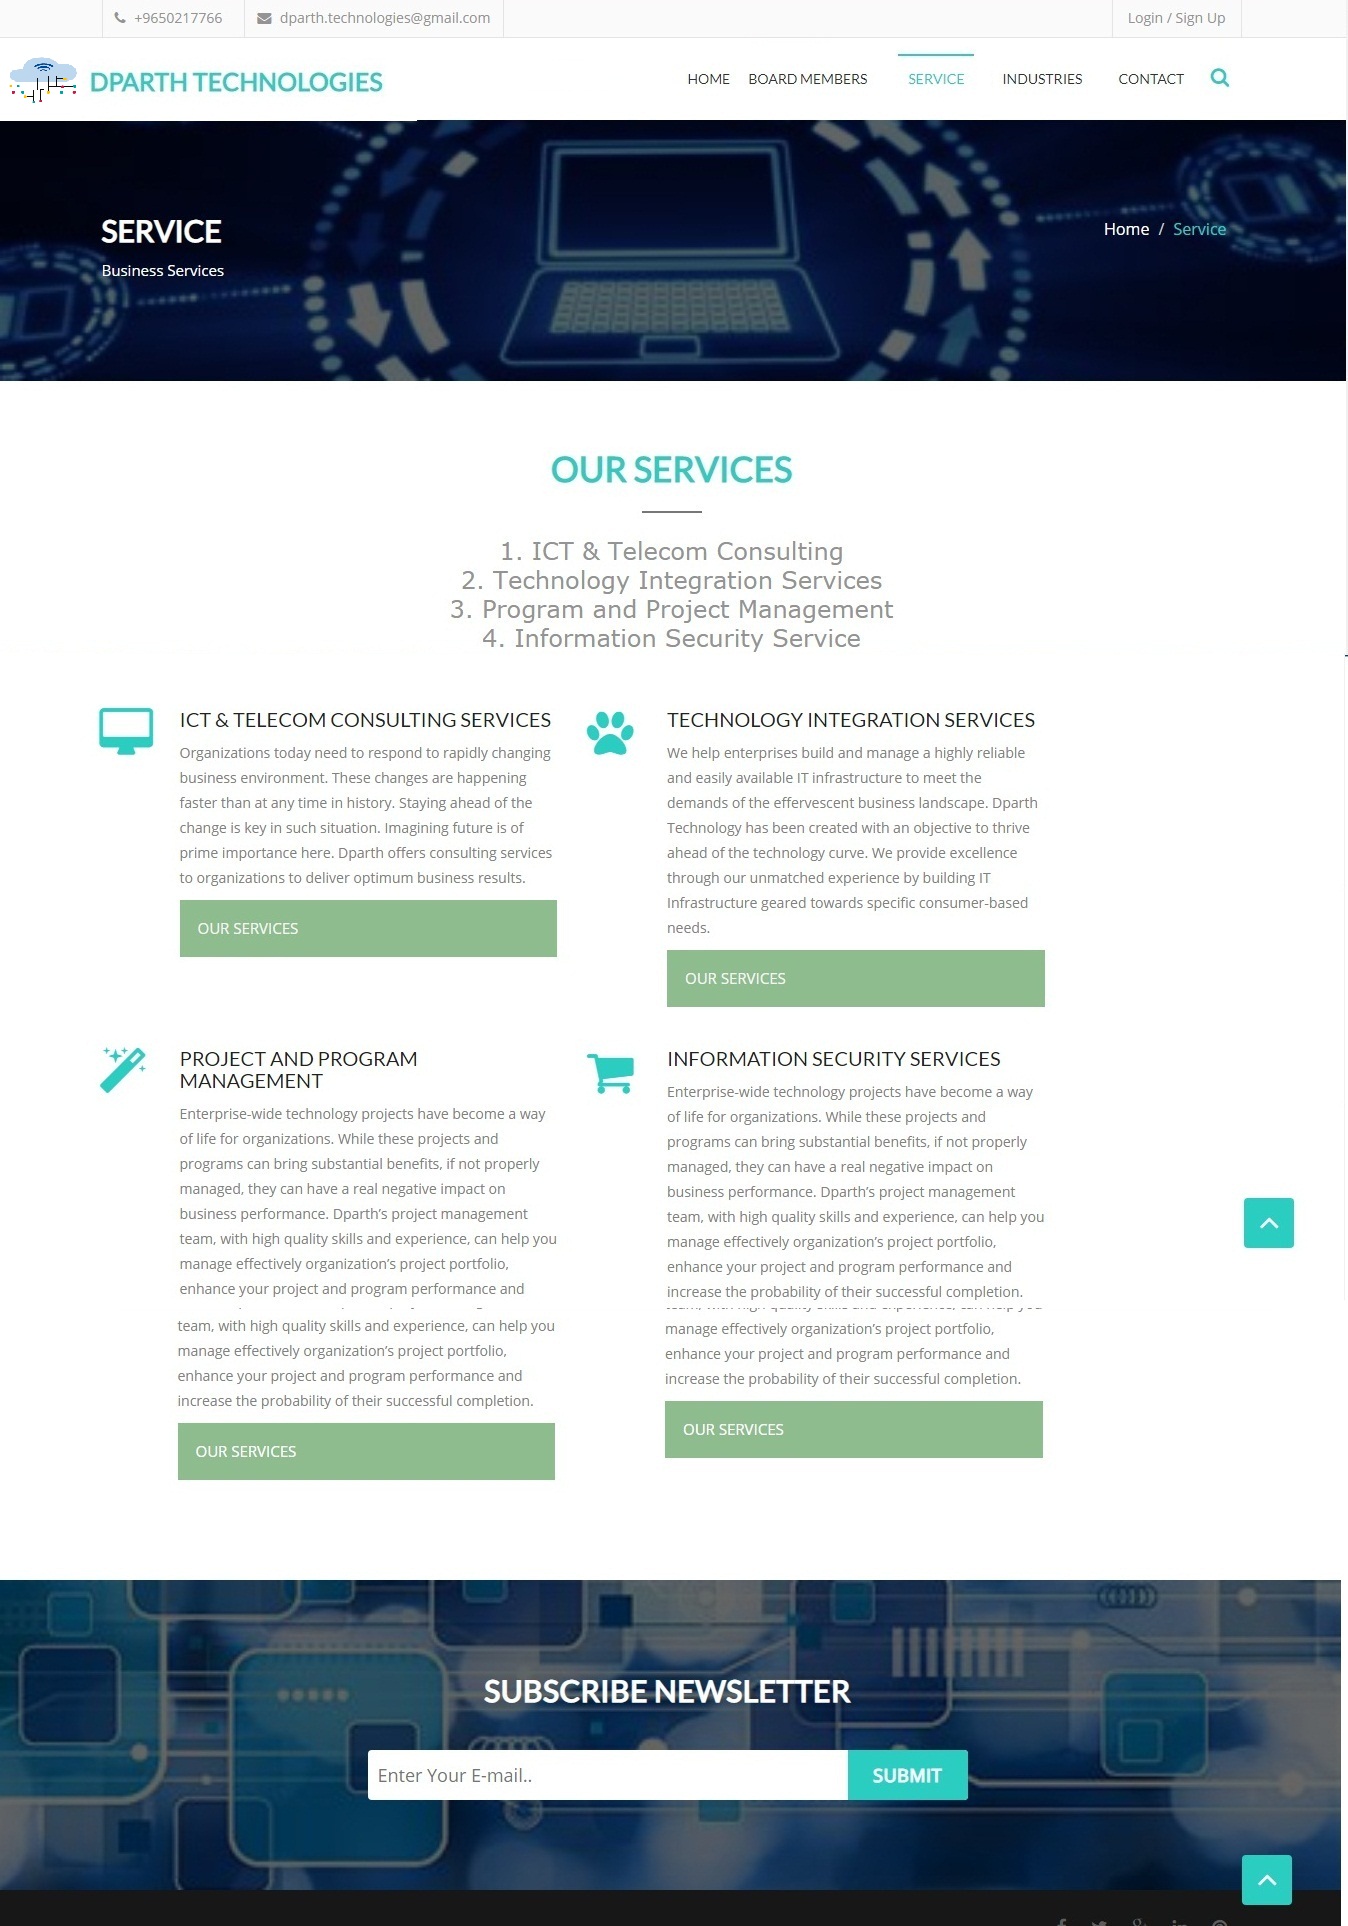 +9650217766
dparth.technologies@gmail.com
Login / Sign Up
DPARTH TECHNOLOGIES
HOME
BOARD MEMBERS
SERVICE
INDUSTRIES
CONTACT
SERVICE
Business Services
Home / Service
OUR SERVICES
1. ICT & Telecom Consulting
2. Technology Integration Services
3. Program and Project Management
4. Information Security Service
ICT & TELECOM CONSULTING SERVICES
Organizations today need to respond to rapidly changing
business environment. These changes are happening
faster than at any time in history. Staying ahead of the
change is key in such situation. Imagining future is of
prime importance here. Dparth offers consulting services
to organizations to deliver optimum business results.
OUR SERVICES
TECHNOLOGY INTEGRATION SERVICES
We help enterprises build and manage a highly reliable
and easily available IT infrastructure to meet the
demands of the effervescent business landscape. Dparth
Technology has been created with an objective to thrive
ahead of the technology curve. We provide excellence
through our unmatched experience by building IT
Infrastructure geared towards specific consumer-based
needs.
OUR SERVICES
PROJECT AND PROGRAM
MANAGEMENT
Enterprise-wide technology projects have become a way
of life for organizations. While these projects and
programs can bring substantial benefits, if not properly
managed, they can have a real negative impact on
business performance. Dparth’s project management
team, with high quality skills and experience, can help you
manage effectively organization’s project portfolio,
enhance your project and program performance and
team, with high quality skills and experience, can help you
manage effectively organization’s project portfolio,
enhance your project and program performance and
increase the probability of their successful completion.
OUR SERVICES
INFORMATION SECURITY SERVICES
Enterprise-wide technology projects have become a way
of life for organizations. While these projects and
programs can bring substantial benefits, if not properly
managed, they can have a real negative impact on
business performance. Dparth’s project management
team, with high quality skills and experience, can help you
manage effectively organization’s project portfolio,
enhance your project and program performance and
increase the probability of their successful completion.
team, with high quality skills and experience, can help you
manage effectively organization’s project portfolio,
enhance your project and program performance and
increase the probability of their successful completion.
OUR SERVICES
SUBSCRIBE NEWSLETTER
Enter Your E-mail..
SUBMIT